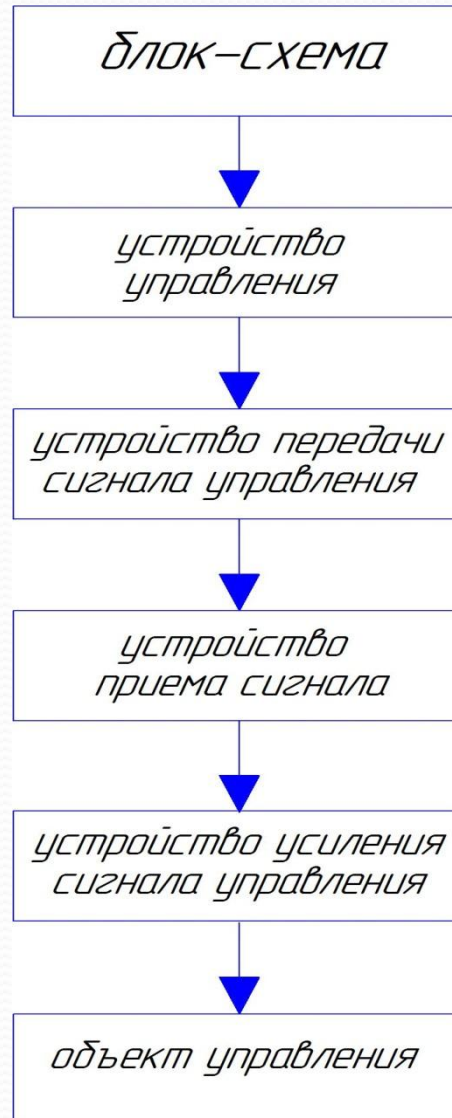 блок-схема
устройство
управления
устройство передачи
сигнала управления
устройство
приема сигнала
устройство усиления
сигнала управления
объект управления